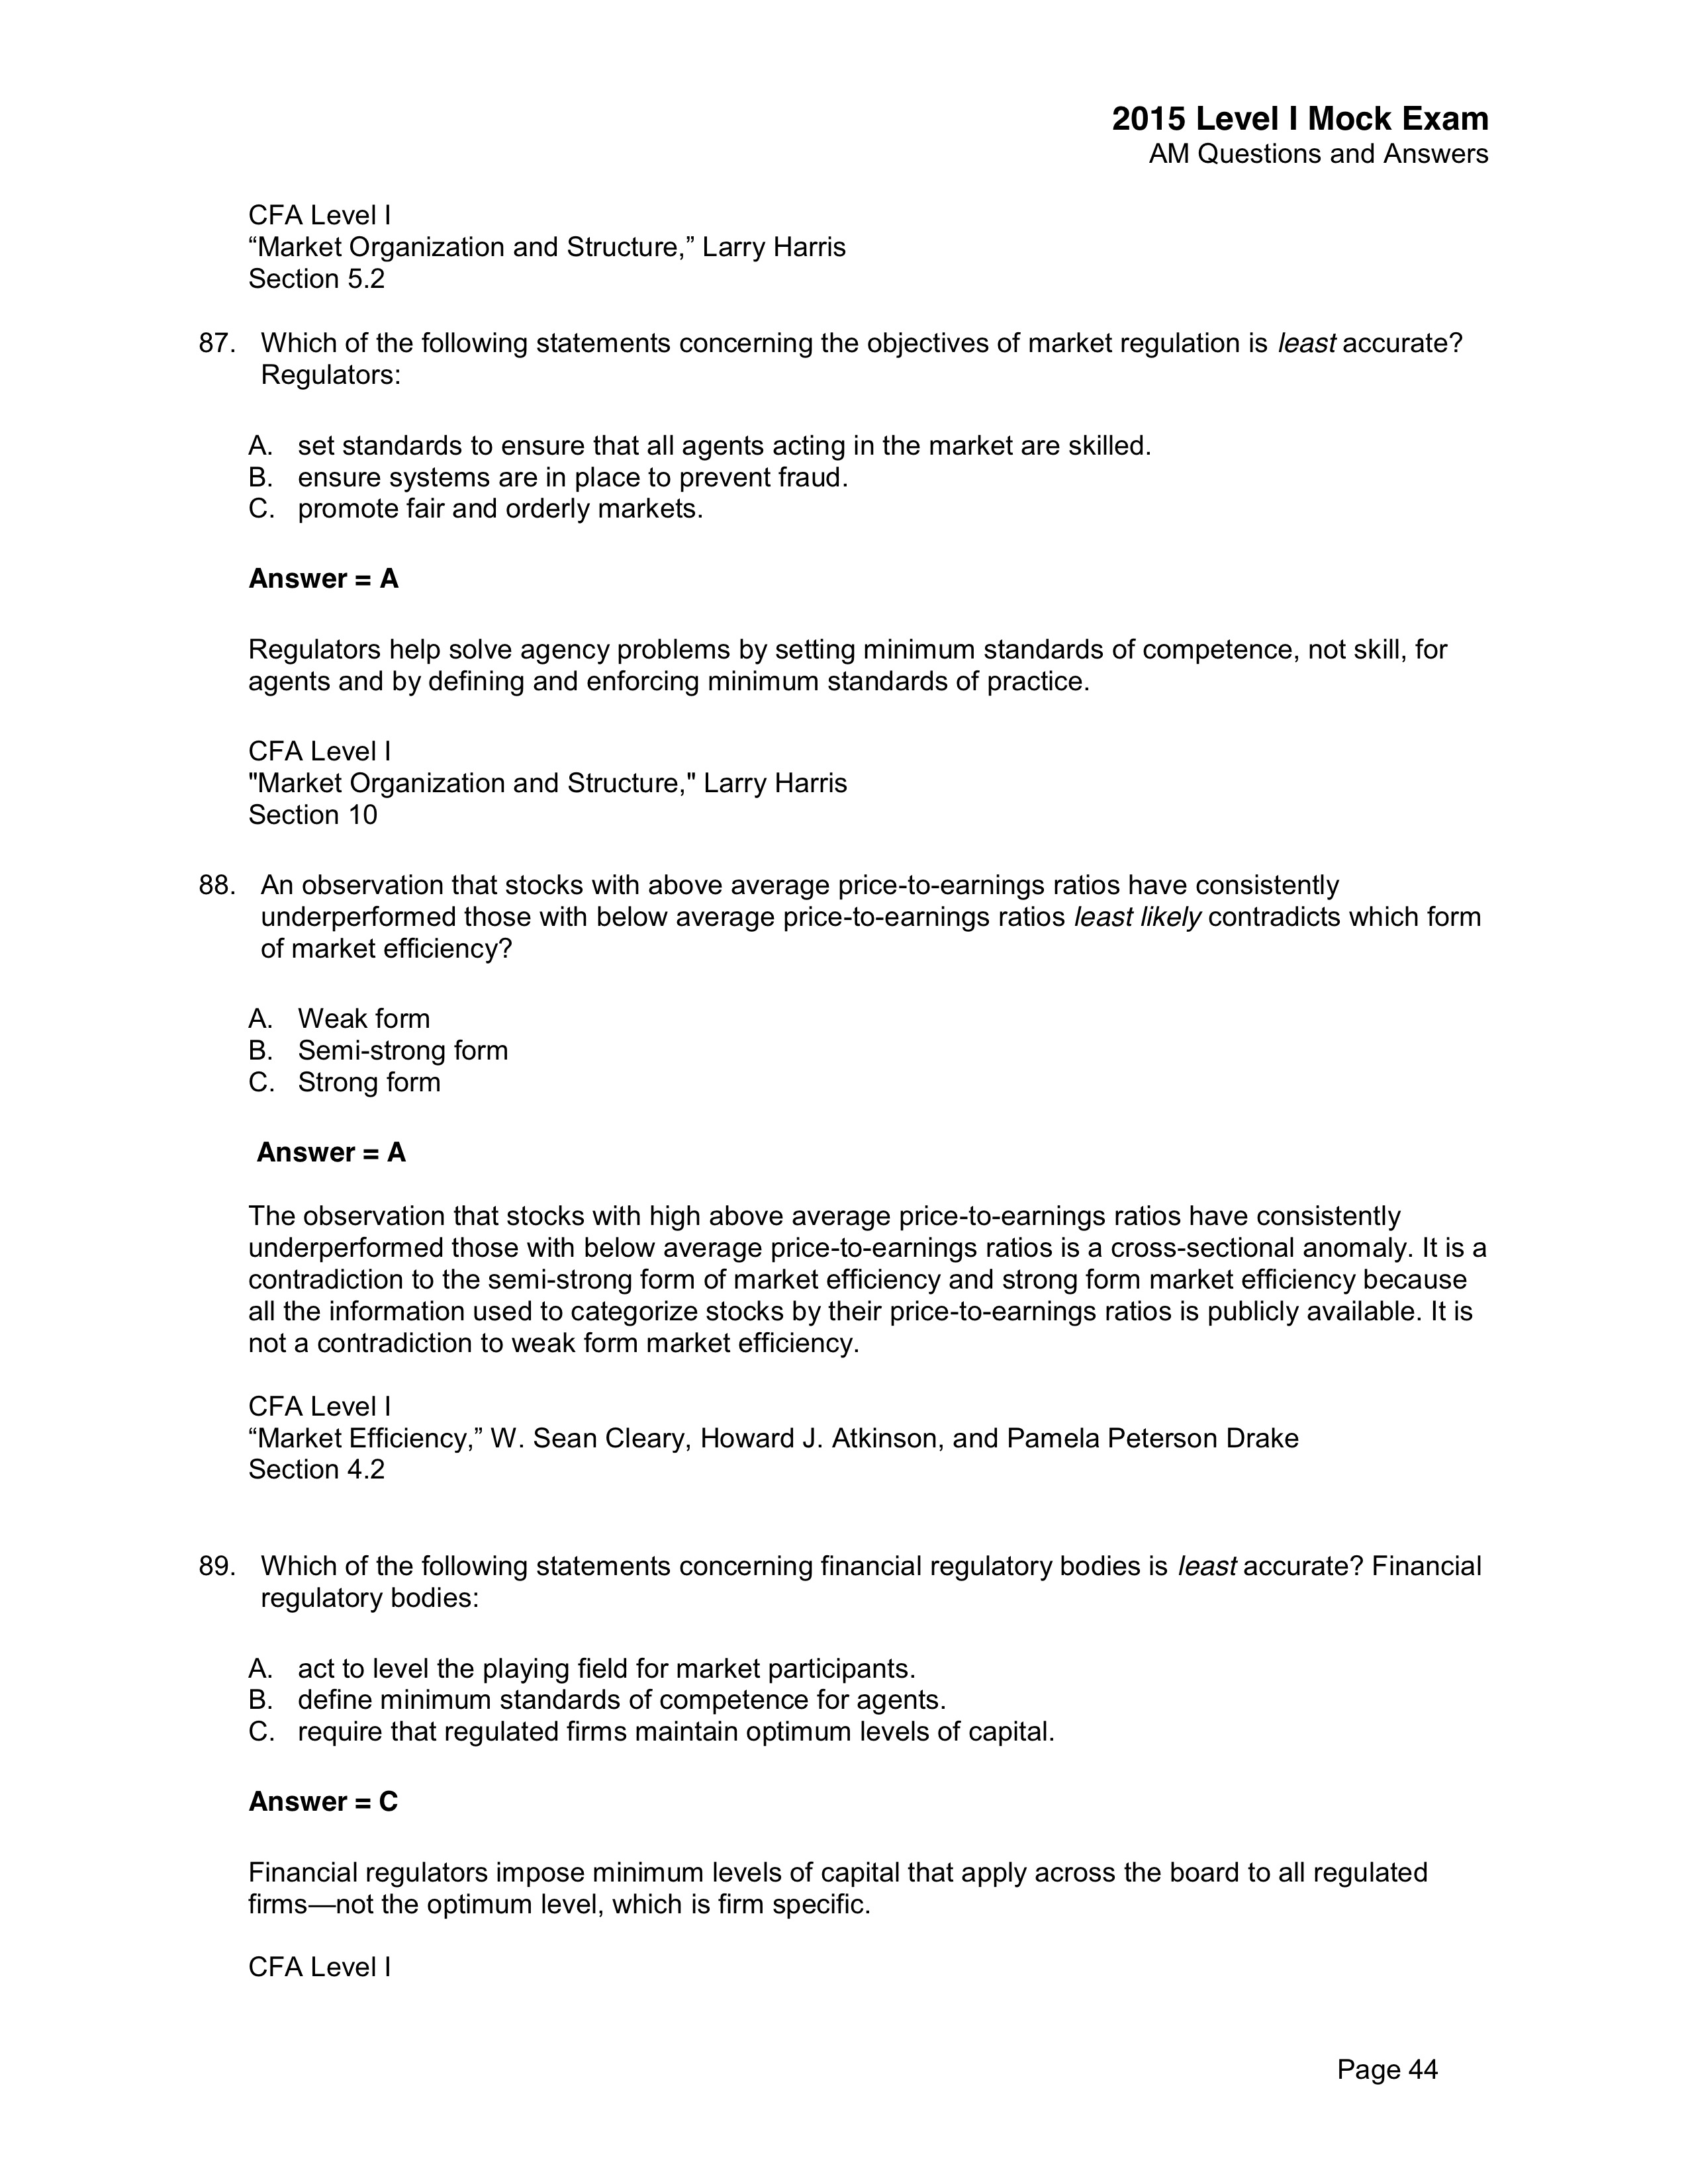 2015 Level I Mock Exam
AM Questions and Answers
CFA Level I
“Market Organization and Structure,” Larry Harris
Section 5.2
87. Which of the following statements concerning the objectives of market regulation is least accurate?
Regulators:
A. set standards to ensure that all agents acting in the market are skilled.
B. ensure systems are in place to prevent fraud.
C. promote fair and orderly markets.
Answer = A
Regulators help solve agency problems by setting minimum standards of competence, not skill, for
agents and by defining and enforcing minimum standards of practice.
CFA Level I
"Market Organization and Structure," Larry Harris
Section 10
88. An observation that stocks with above average price-to-earnings ratios have consistently
underperformed those with below average price-to-earnings ratios least likely contradicts which form
of market efficiency?
A. Weak form
B. Semi-strong form
C. Strong form
Answer = A
The observation that stocks with high above average price-to-earnings ratios have consistently
underperformed those with below average price-to-earnings ratios is a cross-sectional anomaly. It is a
contradiction to the semi-strong form of market efficiency and strong form market efficiency because
all the information used to categorize stocks by their price-to-earnings ratios is publicly available. It is
not a contradiction to weak form market efficiency.
CFA Level I
“Market Efficiency,” W. Sean Cleary, Howard J. Atkinson, and Pamela Peterson Drake
Section 4.2
89. Which of the following statements concerning financial regulatory bodies is least accurate? Financial
regulatory bodies:
A. act to level the playing field for market participants.
B. define minimum standards of competence for agents.
C. require that regulated firms maintain optimum levels of capital.
Answer = C
Financial regulators impose minimum levels of capital that apply across the board to all regulated
firms—not the optimum level, which is firm specific.
CFA Level I
Page 44